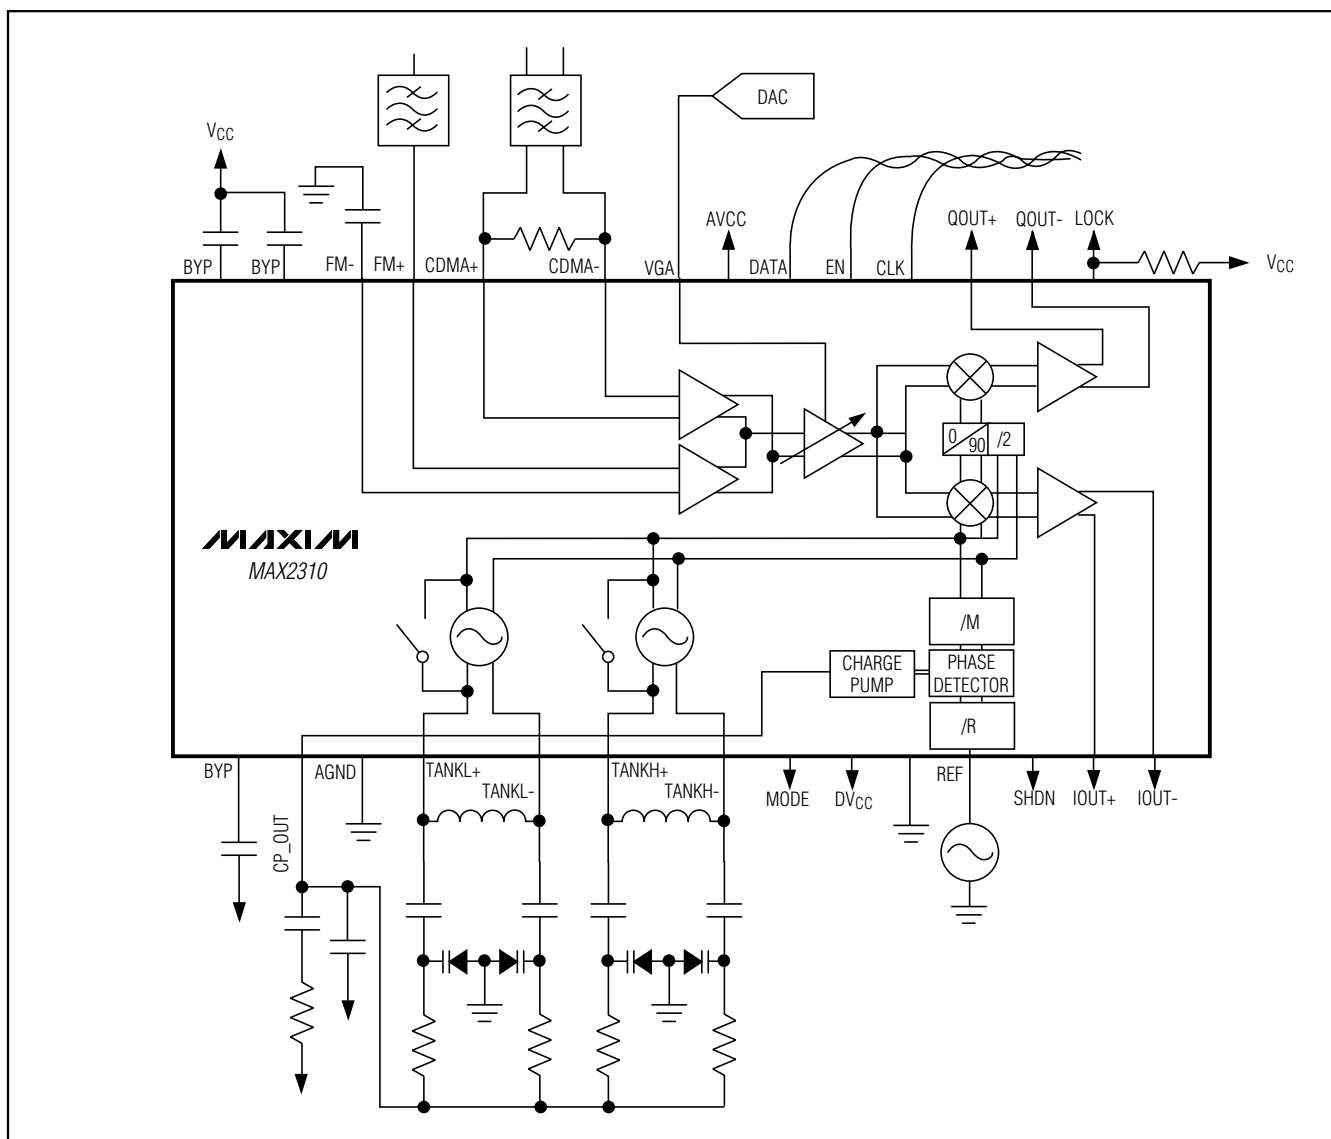 DAC
VCC
AVCC
QOUT+
QOUT-
LOCK
BYP
BYP
FM-
FM+
CDMA+
CDMA-
VGA
DATA
EN
CLK
VCC
0
90
/2
MAXIM
MAX2310
/M
CHARGE
PUMP
PHASE
DETECTOR
/R
BYP
AGND
TANKL+
TANKL-
TANKH+
TANKH-
MODE
DVCC
REF
SHDN
IOUT+
IOUT-
CP_OUT